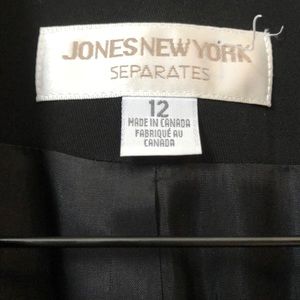 JONES NEW YORK
SEPARATES
12
MADE IN CANADA
FABRIQUÉ AU
CANADA